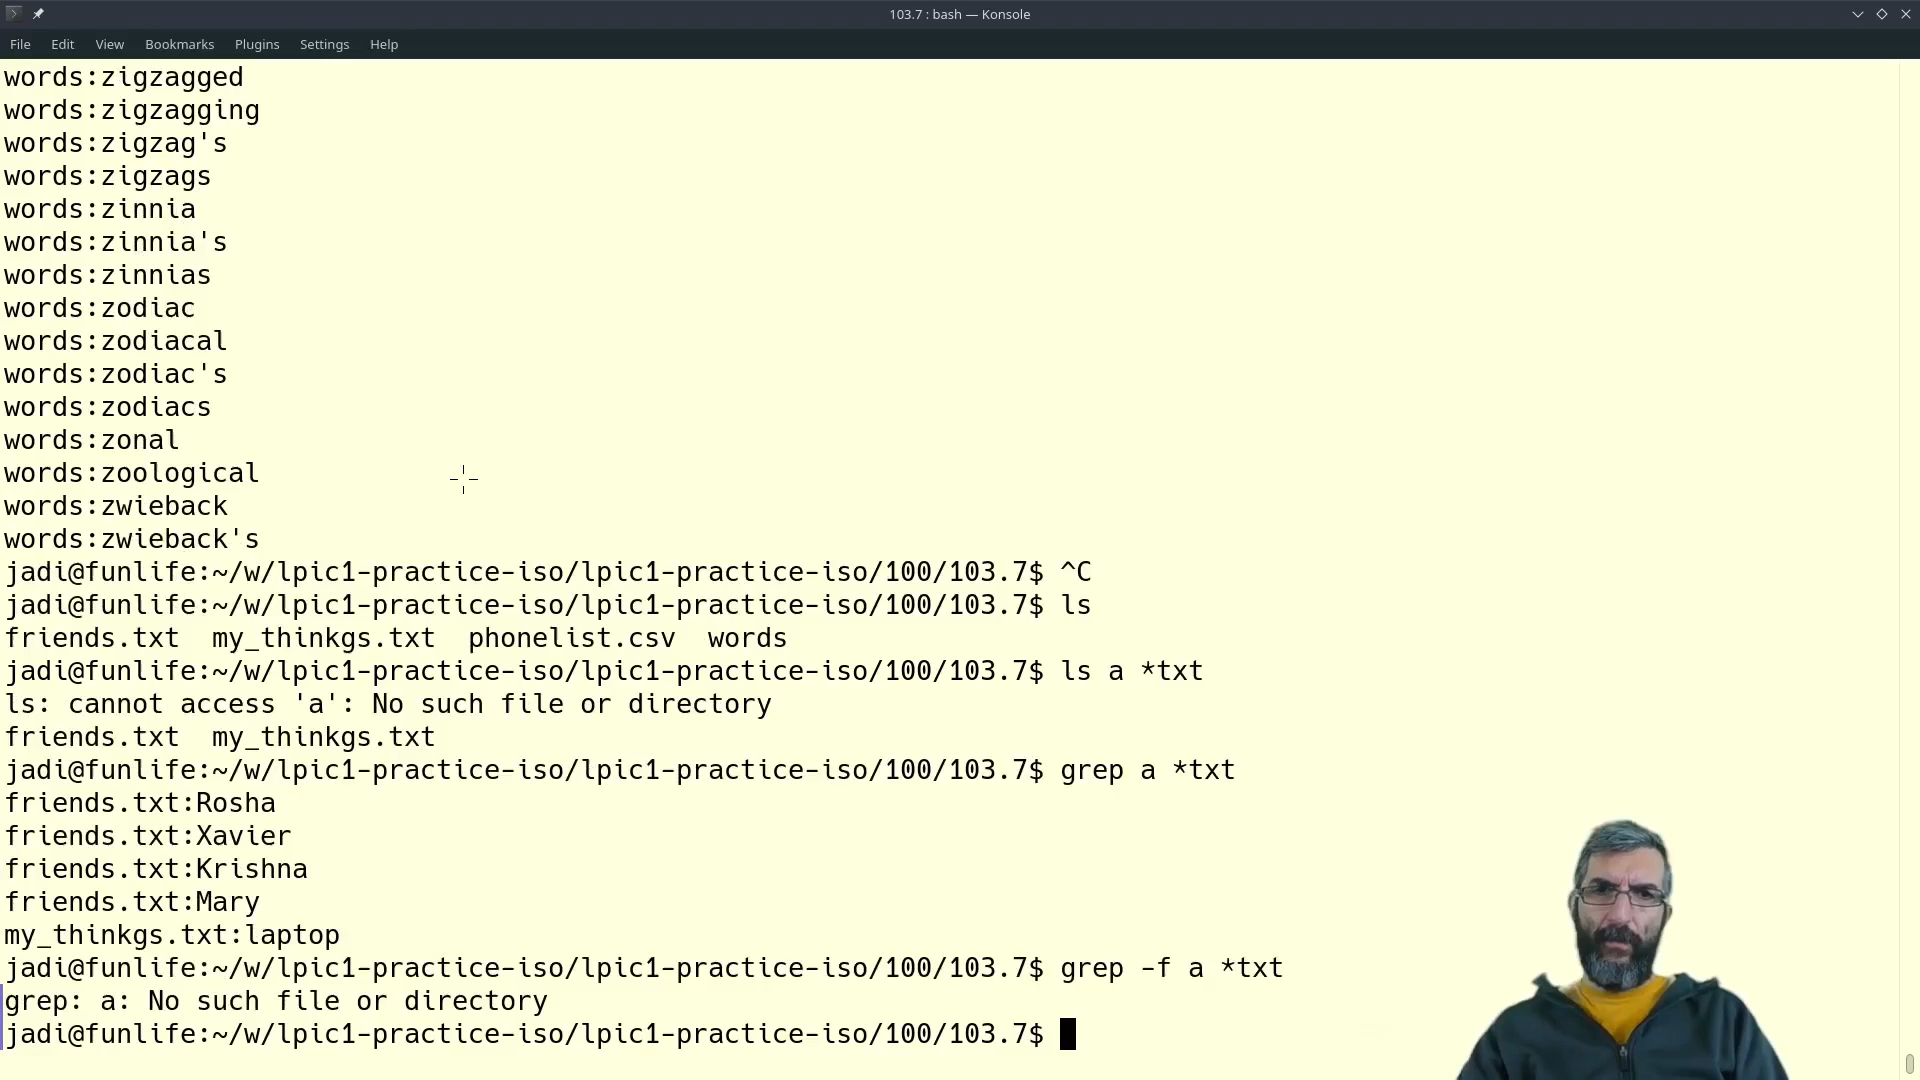 103.7 : bash — Konsole
File Edit View Bookmarks Plugins Settings Help
words:zigzagged
words:zigzagging
words:zigzag's
words:zigzags
words:zinnia
words:zinnia's
words:zinnias
words:zodiac
words:zodiacal
words:zodiac's
words:zodiacs
words:zonal
words:zoological
words:zwieback
words:zwieback's
jadi@funlife:~/w/lpic1-practice-iso/lpic1-practice-iso/100/103.7$ ^C
jadi@funlife:~/w/lpic1-practice-iso/lpic1-practice-iso/100/103.7$ ls
friends.txt  my_thinkgs.txt  phonelist.csv  words
jadi@funlife:~/w/lpic1-practice-iso/lpic1-practice-iso/100/103.7$ ls a *txt
ls: cannot access 'a': No such file or directory
friends.txt  my_thinkgs.txt
jadi@funlife:~/w/lpic1-practice-iso/lpic1-practice-iso/100/103.7$ grep a *txt
friends.txt:Rosha
friends.txt:Xavier
friends.txt:Krishna
friends.txt:Mary
my_thinkgs.txt:laptop
jadi@funlife:~/w/lpic1-practice-iso/lpic1-practice-iso/100/103.7$ grep -f a *txt
grep: a: No such file or directory
jadi@funlife:~/w/lpic1-practice-iso/lpic1-practice-iso/100/103.7$